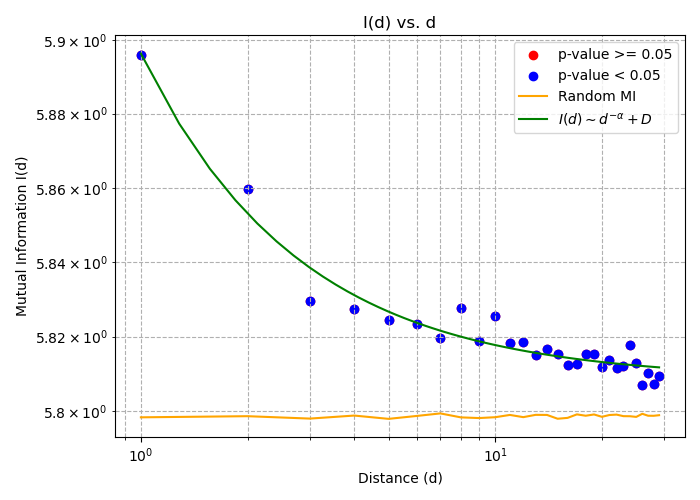 I(d) vs. d
Mutual Information I(d)
5.9 × 10⁰
5.88 × 10⁰
5.86 × 10⁰
5.84 × 10⁰
5.82 × 10⁰
5.8 × 10⁰
p-value >= 0.05
p-value < 0.05
Random MI
I(d) ~ d^{-α} + D
10⁰
10¹
Distance (d)